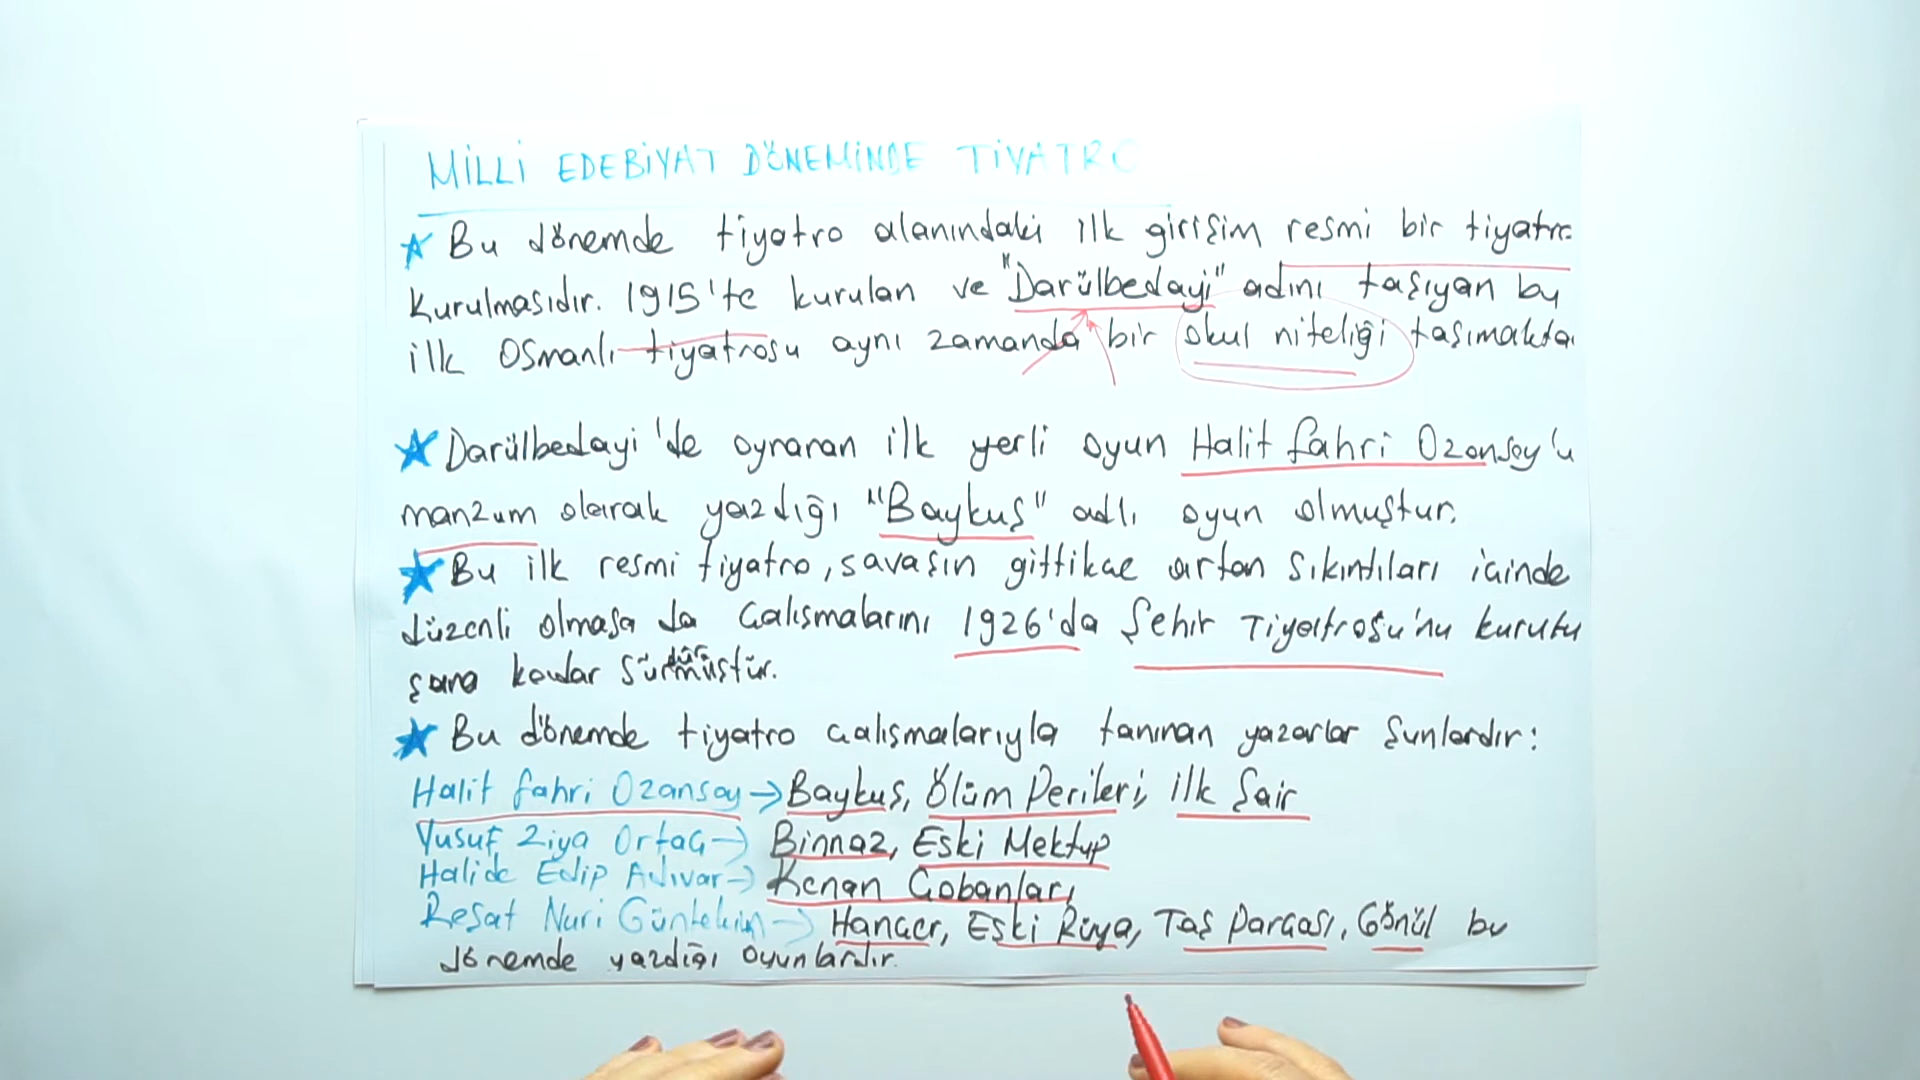 MİLLİ EDEBİYAT DÖNEMİNDE TİYATRO
Bu dönemde tiyatro alanındaki ilk girişim resmi bir tiyatro
kurulmasıdır. 1915'te kurulan ve "Darülbedayi" adını taşıyan bu
ilk Osmanlı tiyatrosu aynı zamanda bir okul niteliği taşımakta
Darülbedayi'de oynanan ilk yerli oyun Halit Fahri Ozansoy'u
manzum olarak yazdığı "Baykuş" adlı oyun olmuştur.
Bu ilk resmi tiyatro, savaşın gittikçe artan sıkıntıları içinde
düzenli olmasa da çalışmalarını 1926'da Şehir Tiyatrosu'nu kurutu
şuna kadar sürdürmüştür.
Bu dönemde tiyatro çalışmalarıyla tanınan yazarlar şunlardır:
Halit Fahri Ozansoy → Baykuş, Ölüm Perileri, ilk Şair
Yusuf Ziya Ortaç → Binnaz, Eski Mektup
Halide Edip Adıvar → Kenan Çobanları
Reşat Nuri Güntekin → Hançer, Eski Rüya, Taş Parçası, Gönül bu
dönemde yazdığı oyunlardır.